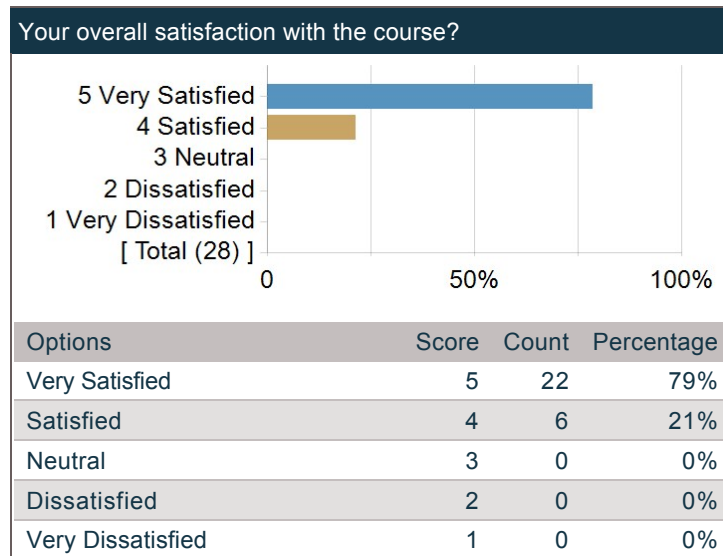 Your overall satisfaction with the course?
5 Very Satisfied
4 Satisfied
3 Neutral
2 Dissatisfied
1 Very Dissatisfied
[ Total (28) ]
0 50% 100%
Options Score Count Percentage
Very Satisfied 5 22 79%
Satisfied 4 6 21%
Neutral 3 0 0%
Dissatisfied 2 0 0%
Very Dissatisfied 1 0 0%